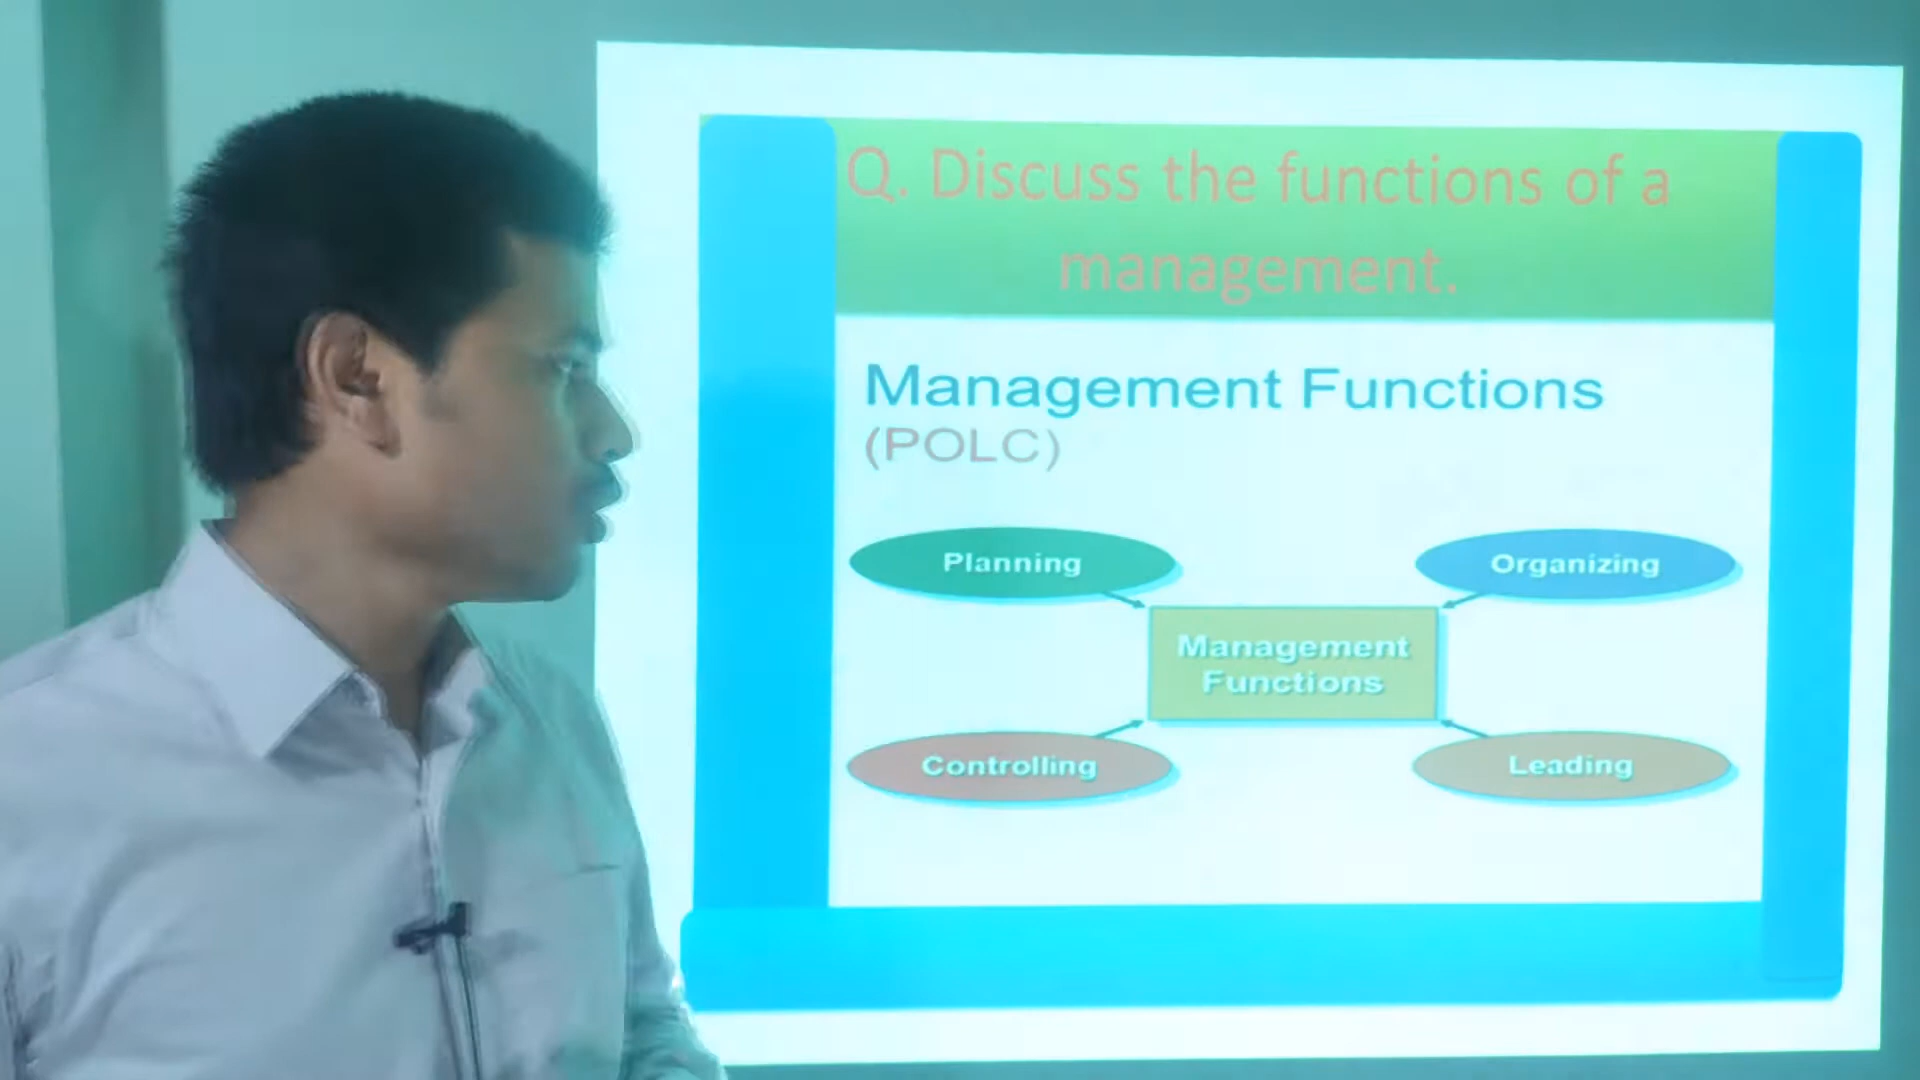 Q. Discuss the functions of a
management.
Management Functions
(POLC)
Planning
Organizing
Management
Functions
Controlling
Leading